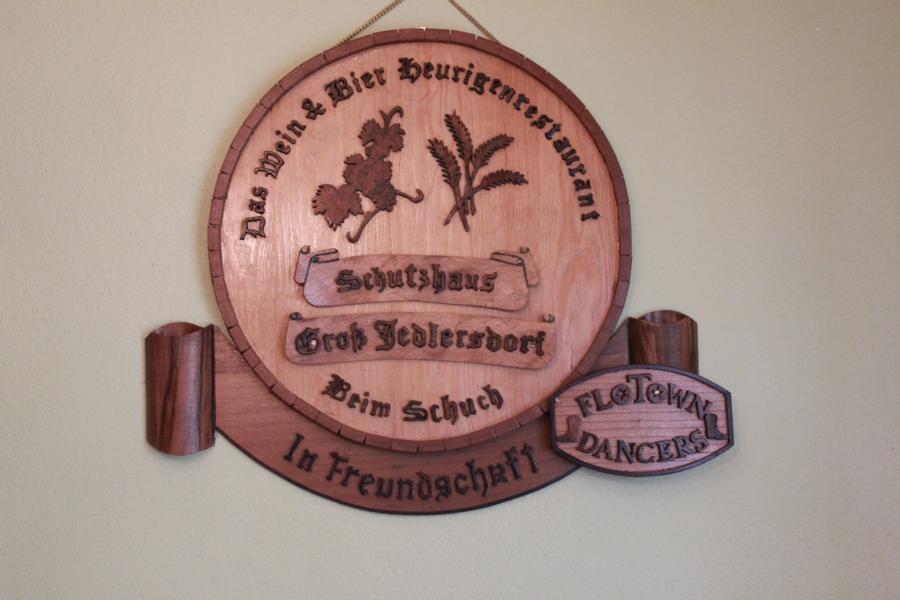 Das Wein & Bier Heurigenrestaurant
Schutzhaus
Groß Jedlersdorf
Beim Schuch
In Freundschaft
FLOTOWN
DANCERS